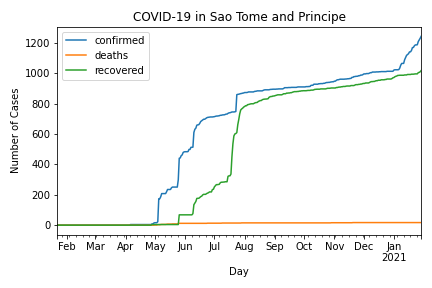 COVID-19 in Sao Tome and Principe
confirmed
deaths
recovered
Number of Cases
1200
1000
800
600
400
200
0
Feb Mar Apr May Jun Jul Aug Sep Oct Nov Dec Jan
2021
Day